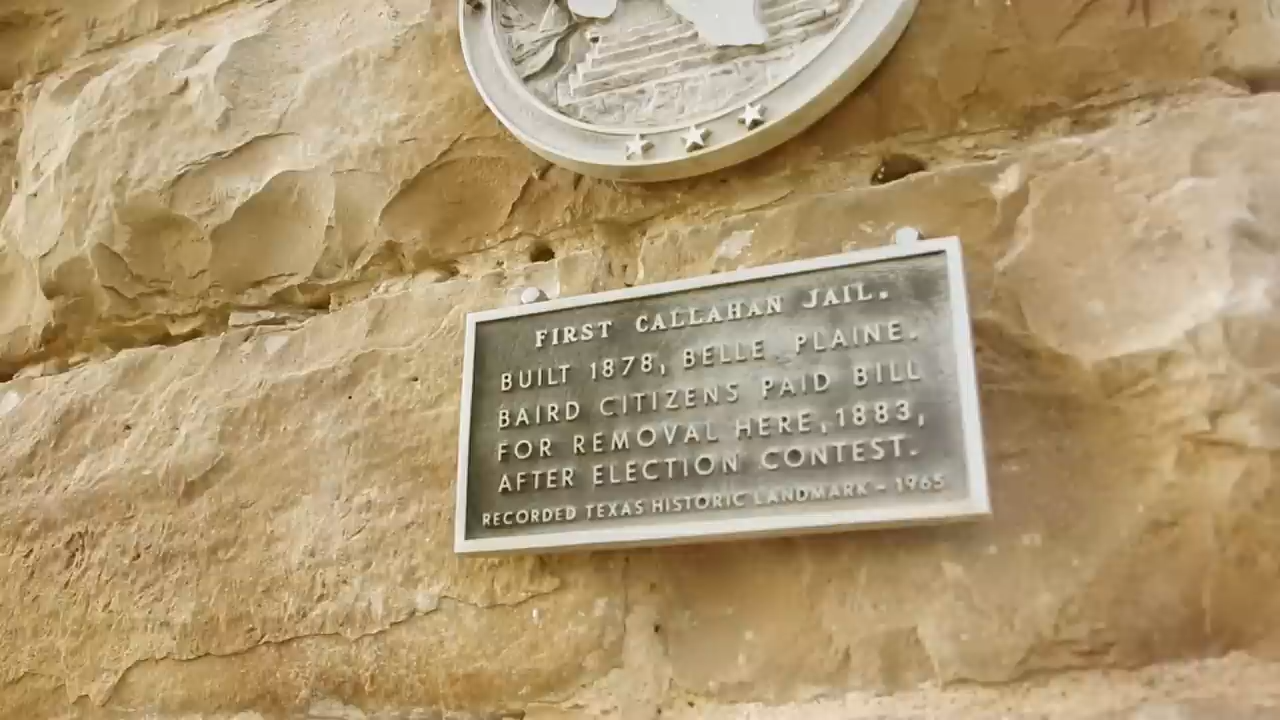 FIRST CALLAHAN JAIL.
BUILT 1878, BELLE PLAINE.
BAIRD CITIZENS PAID BILL
FOR REMOVAL HERE, 1883,
AFTER ELECTION CONTEST.
RECORDED TEXAS HISTORIC LANDMARK - 1965